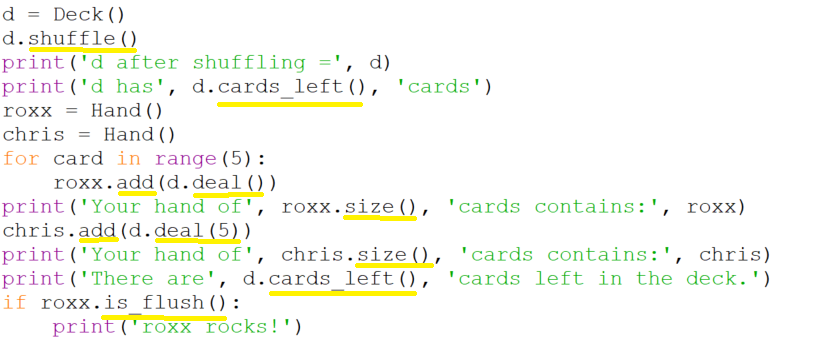 d = Deck()
d.shuffle()
print('d after shuffling =', d)
print('d has', d.cards_left(), 'cards')
roxx = Hand()
chris = Hand()
for card in range(5):
    roxx.add(d.deal())
print('Your hand of', roxx.size(), 'cards contains:', roxx)
chris.add(d.deal(5))
print('Your hand of', chris.size(), 'cards contains:', chris)
print('There are', d.cards_left(), 'cards left in the deck.')
if roxx.is_flush():
    print('roxx rocks!')